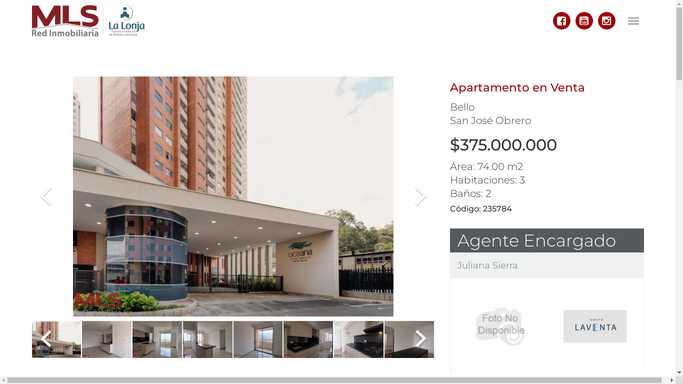 MLS
Red Inmobiliaria
La Lonja
Apartamento en Venta
Bello
San José Obrero
$375.000.000
Área: 74.00 m2
Habitaciones: 3
Baños: 2
Código: 235784
Agente Encargado
Juliana Sierra
MLS
Foto No
Disponible
LAVENTA